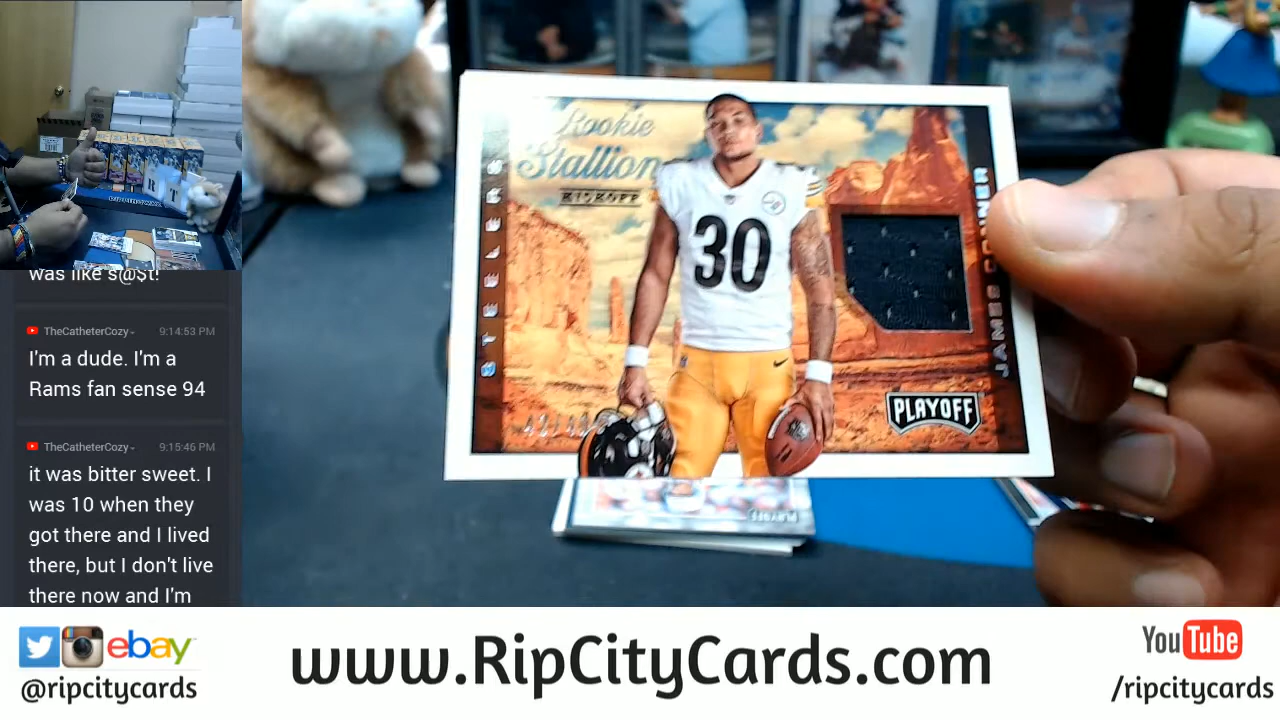 was like s@$t!
TheCatheterCozy 9:14:53 PM
I'm a dude. I'm a
Rams fan sense 94
TheCatheterCozy 9:15:46 PM
it was bitter sweet. I
was 10 when they
got there and I lived
there, but I don't live
there now and I'm
Rookie
Stallions
KICKOFF
30
JAMES CONNER
PLAYOFF
PLAYOFF
R T
ebay
@ripcitycards
www.RipCityCards.com
YouTube
/ripcitycards